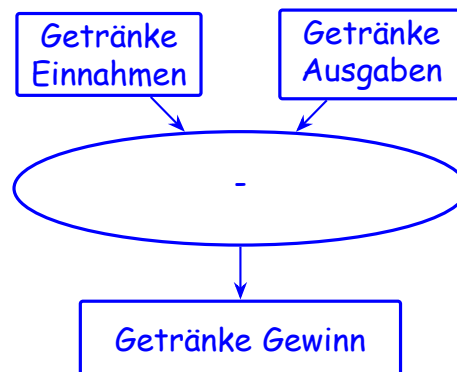 Getränke
Einnahmen
Getränke
Ausgaben
-
Getränke Gewinn